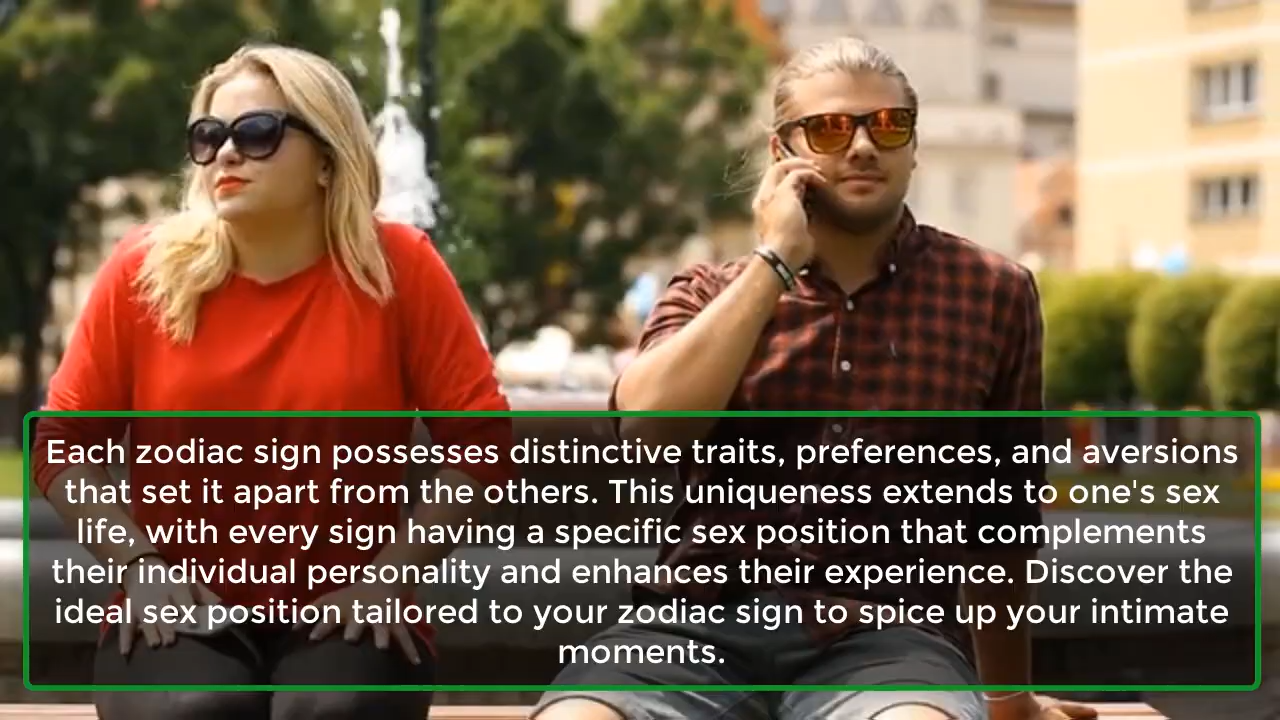 Each zodiac sign possesses distinctive traits, preferences, and aversions
that set it apart from the others. This uniqueness extends to one's sex
life, with every sign having a specific sex position that complements
their individual personality and enhances their experience. Discover the
ideal sex position tailored to your zodiac sign to spice up your intimate
moments.